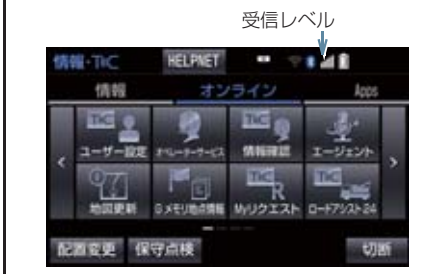 受信レベル
情報・TiC HELPNET
情報 オンライン Apps
TiC TiC
ユーザー設定 オペレーターサービス 情報確認 エージェント
TiC TiC
地図更新 Gメモリ地点情報 Myリクエスト ロードアシスト24
配置変更 保守点検 切断